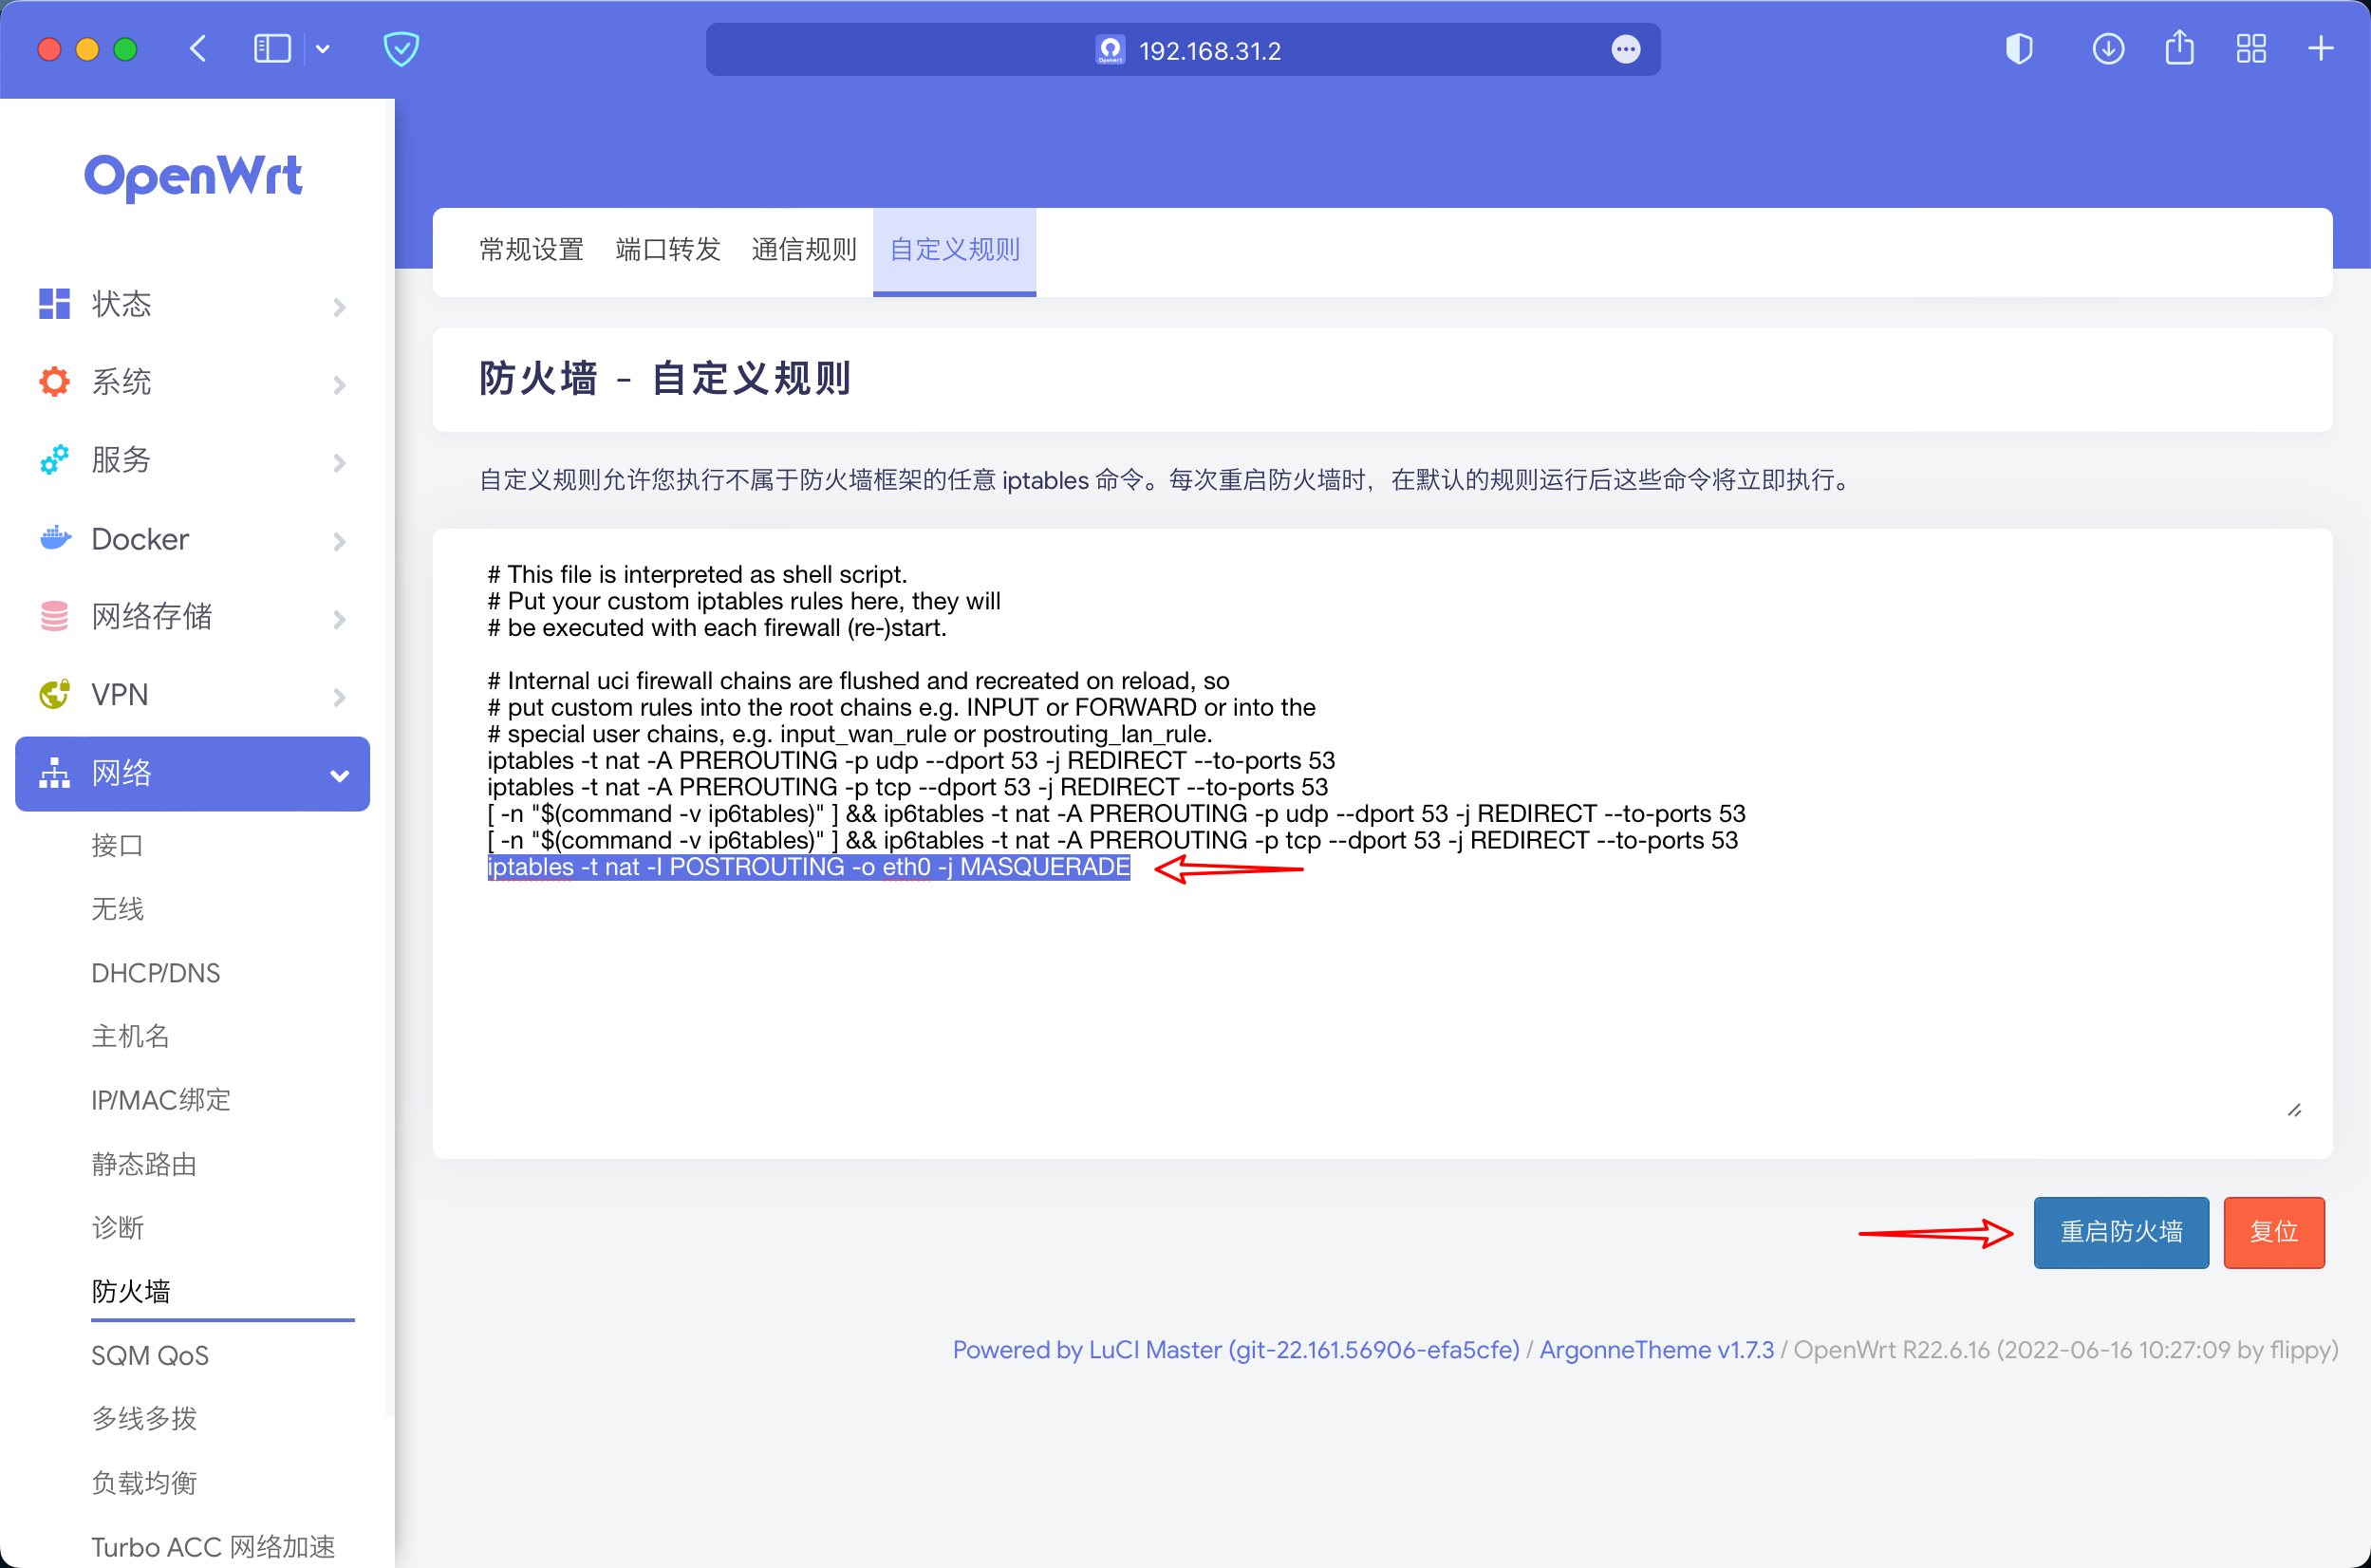 192.168.31.2
OpenWrt
状态
系统
服务
Docker
网络存储
VPN
网络
接口
无线
DHCP/DNS
主机名
IP/MAC绑定
静态路由
诊断
防火墙
SQM QoS
多线多拨
负载均衡
Turbo ACC 网络加速
常规设置 端口转发 通信规则 自定义规则
防火墙 - 自定义规则
自定义规则允许您执行不属于防火墙框架的任意 iptables 命令。每次重启防火墙时，在默认的规则运行后这些命令将立即执行。
# This file is interpreted as shell script.
# Put your custom iptables rules here, they will
# be executed with each firewall (re-)start.
# Internal uci firewall chains are flushed and recreated on reload, so
# put custom rules into the root chains e.g. INPUT or FORWARD or into the
# special user chains, e.g. input_wan_rule or postrouting_lan_rule.
iptables -t nat -A PREROUTING -p udp --dport 53 -j REDIRECT --to-ports 53
iptables -t nat -A PREROUTING -p tcp --dport 53 -j REDIRECT --to-ports 53
[ -n "$(command -v ip6tables)" ] && ip6tables -t nat -A PREROUTING -p udp --dport 53 -j REDIRECT --to-ports 53
[ -n "$(command -v ip6tables)" ] && ip6tables -t nat -A PREROUTING -p tcp --dport 53 -j REDIRECT --to-ports 53
iptables -t nat -I POSTROUTING -o eth0 -j MASQUERADE
重启防火墙 复位
Powered by LuCI Master (git-22.161.56906-efa5cfe) / ArgonneTheme v1.7.3 / OpenWrt R22.6.16 (2022-06-16 10:27:09 by flippy)